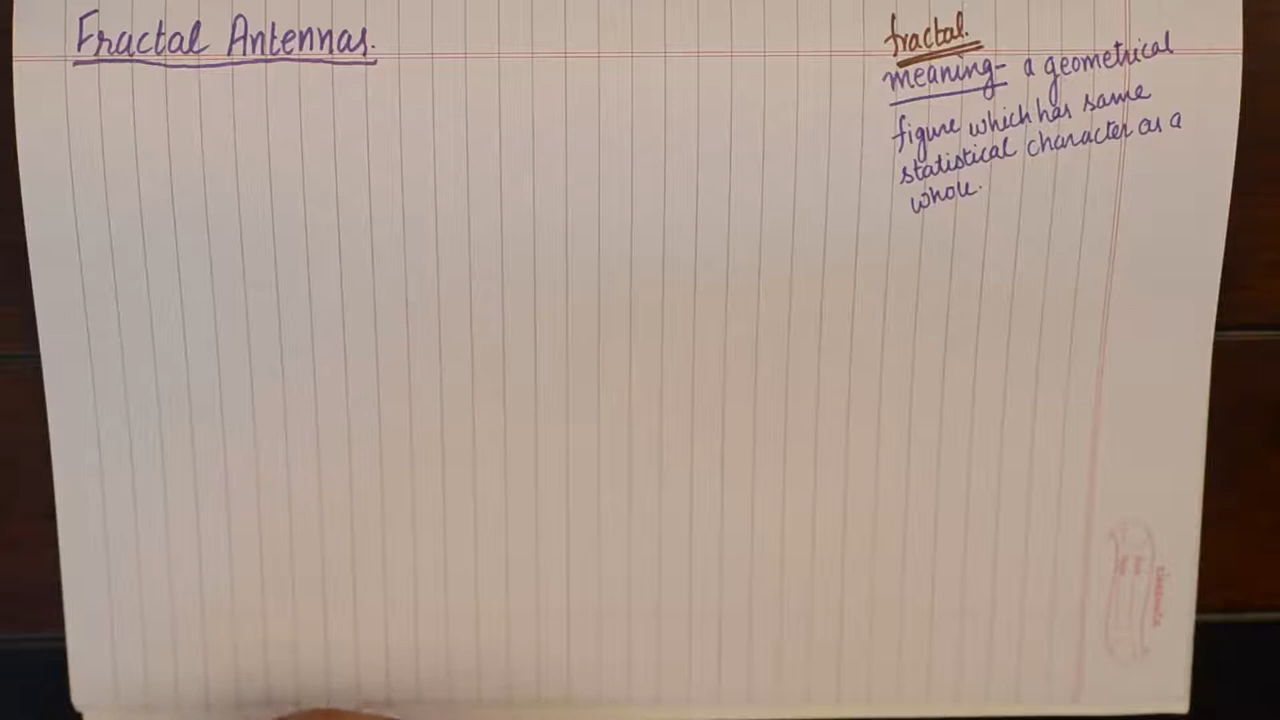 Fractal Antennas.
fractal.
meaning- a geometrical
figure which has same
statistical character as a
whole.